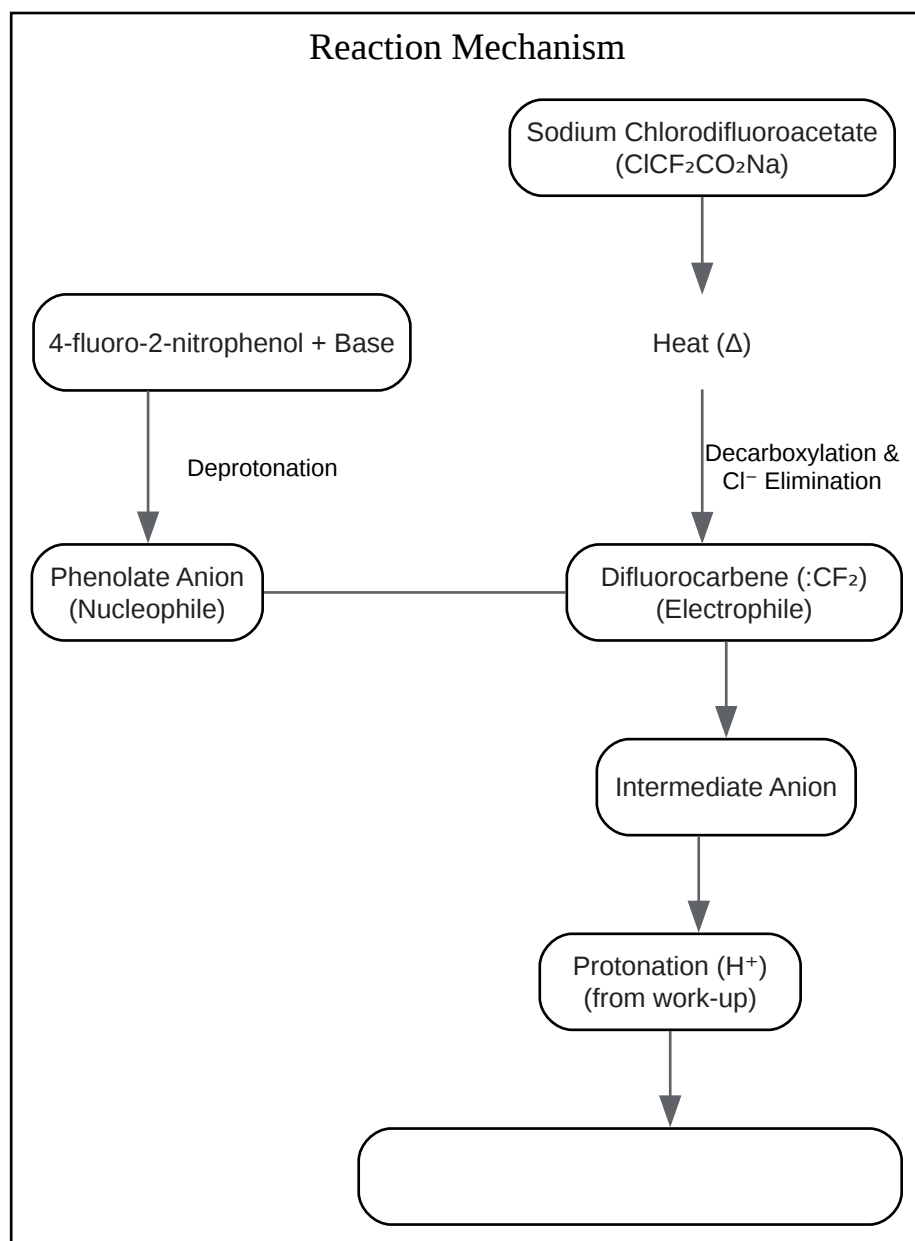 Reaction Mechanism
Sodium Chlorodifluoroacetate
(ClCF₂CO₂Na)
4-fluoro-2-nitrophenol + Base
Heat (Δ)
Deprotonation
Decarboxylation &
Cl⁻ Elimination
Phenolate Anion
(Nucleophile)
Difluorocarbene (:CF₂)
(Electrophile)
Intermediate Anion
Protonation (H⁺)
(from work-up)